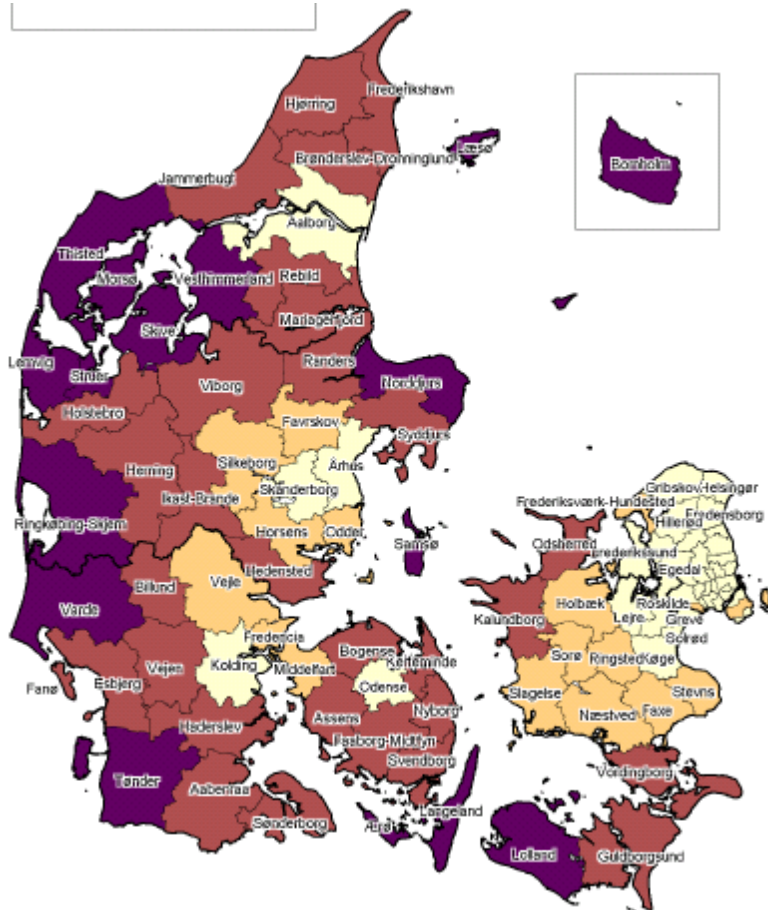 Hjørring
Frederikshavn
Brønderslev-Dronninglund
Læsø
Jammerbugt
Bornholm
Aalborg
Thisted
Morsø
Vesthimmerland
Rebild
Mariagerfjord
Skive
Lemvig
Struer
Randers
Norddjurs
Viborg
Holstebro
Favrskov
Syddjurs
Silkeborg
Århus
Herning
Skanderborg
Ikast-Brande
Gribskov
Helsingør
Frederiksværk-Hundested
Fredensborg
Hillerød
Ringkøbing-Skjern
Horsens
Odder
Samsø
Odsherred
Frederikssund
Egedal
Hedensted
Billund
Vejle
Varde
Holbæk
Roskilde
Kalundborg
Lejre
Greve
Solrød
Fredericia
Bogense
Kerteminde
Vejen
Kolding
Middelfart
Sorø
Ringsted
Køge
Fanø
Esbjerg
Odense
Slagelse
Stevns
Nyborg
Assens
Næstved
Faxe
Haderslev
Faaborg-Midtfyn
Svendborg
Tønder
Aabenraa
Vordingborg
Langeland
Ærø
Sønderborg
Lolland
Guldborgsund